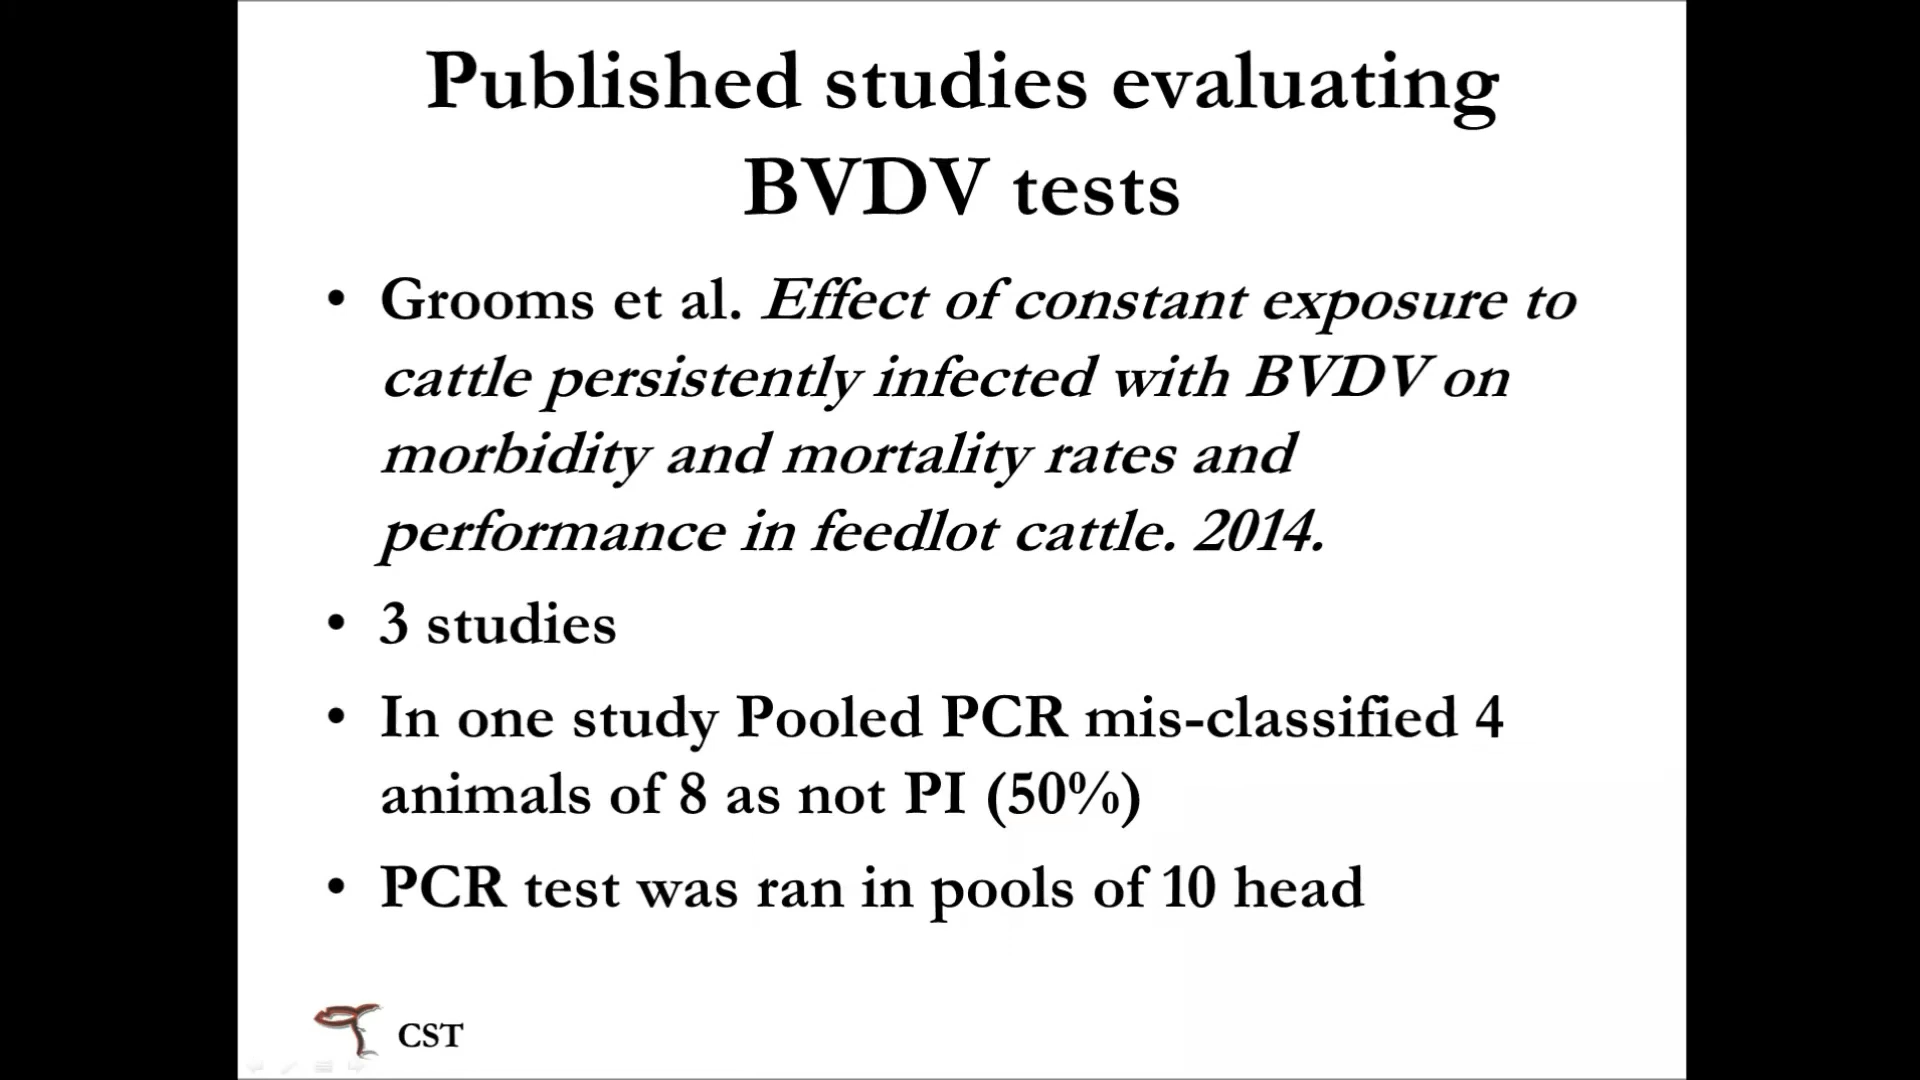 Published studies evaluating
BVDV tests
• Grooms et al. Effect of constant exposure to
cattle persistently infected with BVDV on
morbidity and mortality rates and
performance in feedlot cattle. 2014.
• 3 studies
• In one study Pooled PCR mis-classified 4
animals of 8 as not PI (50%)
• PCR test was ran in pools of 10 head
CST